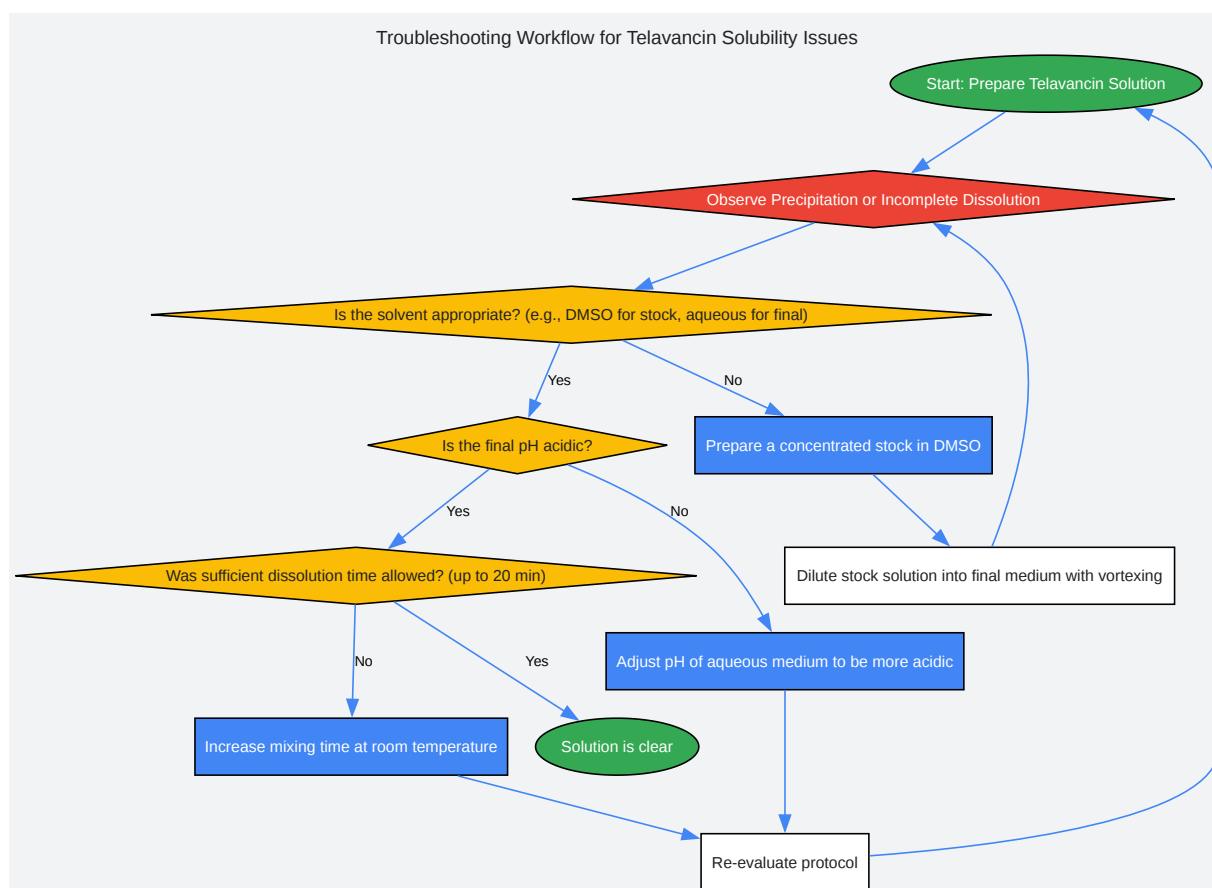 Troubleshooting Workflow for Telavancin Solubility Issues
Start: Prepare Telavancin Solution
Observe Precipitation or Incomplete Dissolution
Is the solvent appropriate? (e.g., DMSO for stock, aqueous for final)
Yes
No
Is the final pH acidic?
Prepare a concentrated stock in DMSO
Yes
No
Was sufficient dissolution time allowed? (up to 20 min)
Dilute stock solution into final medium with vortexing
No
Yes
Adjust pH of aqueous medium to be more acidic
Increase mixing time at room temperature
Solution is clear
Re-evaluate protocol